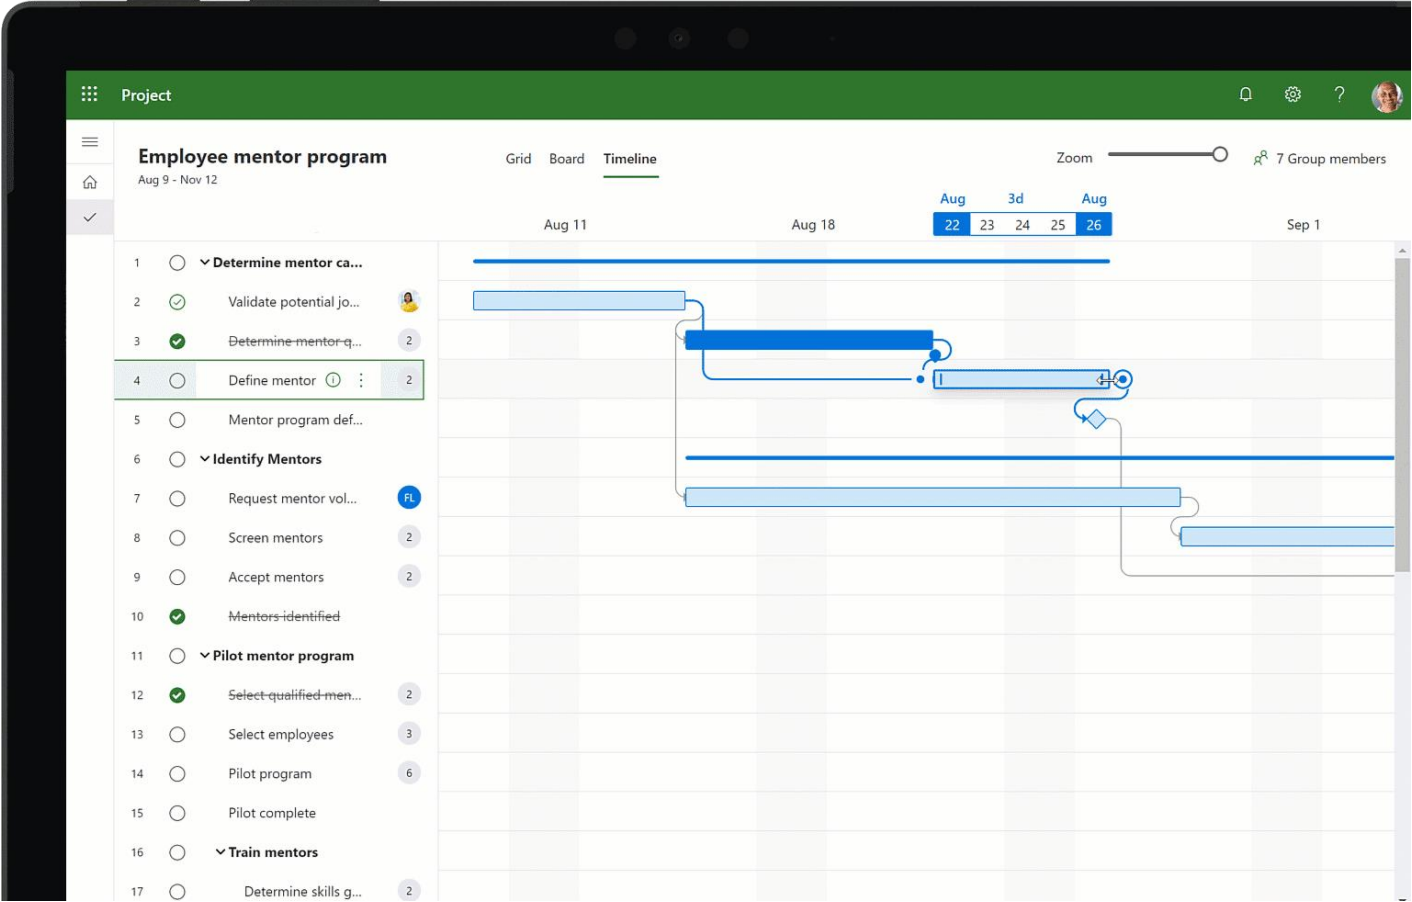 Project
Employee mentor program
Aug 9 - Nov 12
Grid Board Timeline
Zoom
7 Group members
Aug 3d Aug
Aug 11 Aug 18 22 23 24 25 26 Sep 1
1 Determine mentor ca...
2 Validate potential jo...
3 Determine mentor q... 2
4 Define mentor 2
5 Mentor program def...
6 Identify Mentors
7 Request mentor vol... FL
8 Screen mentors 2
9 Accept mentors 2
10 Mentors identified
11 Pilot mentor program
12 Select qualified men... 2
13 Select employees 3
14 Pilot program 6
15 Pilot complete
16 Train mentors
17 Determine skills g... 2